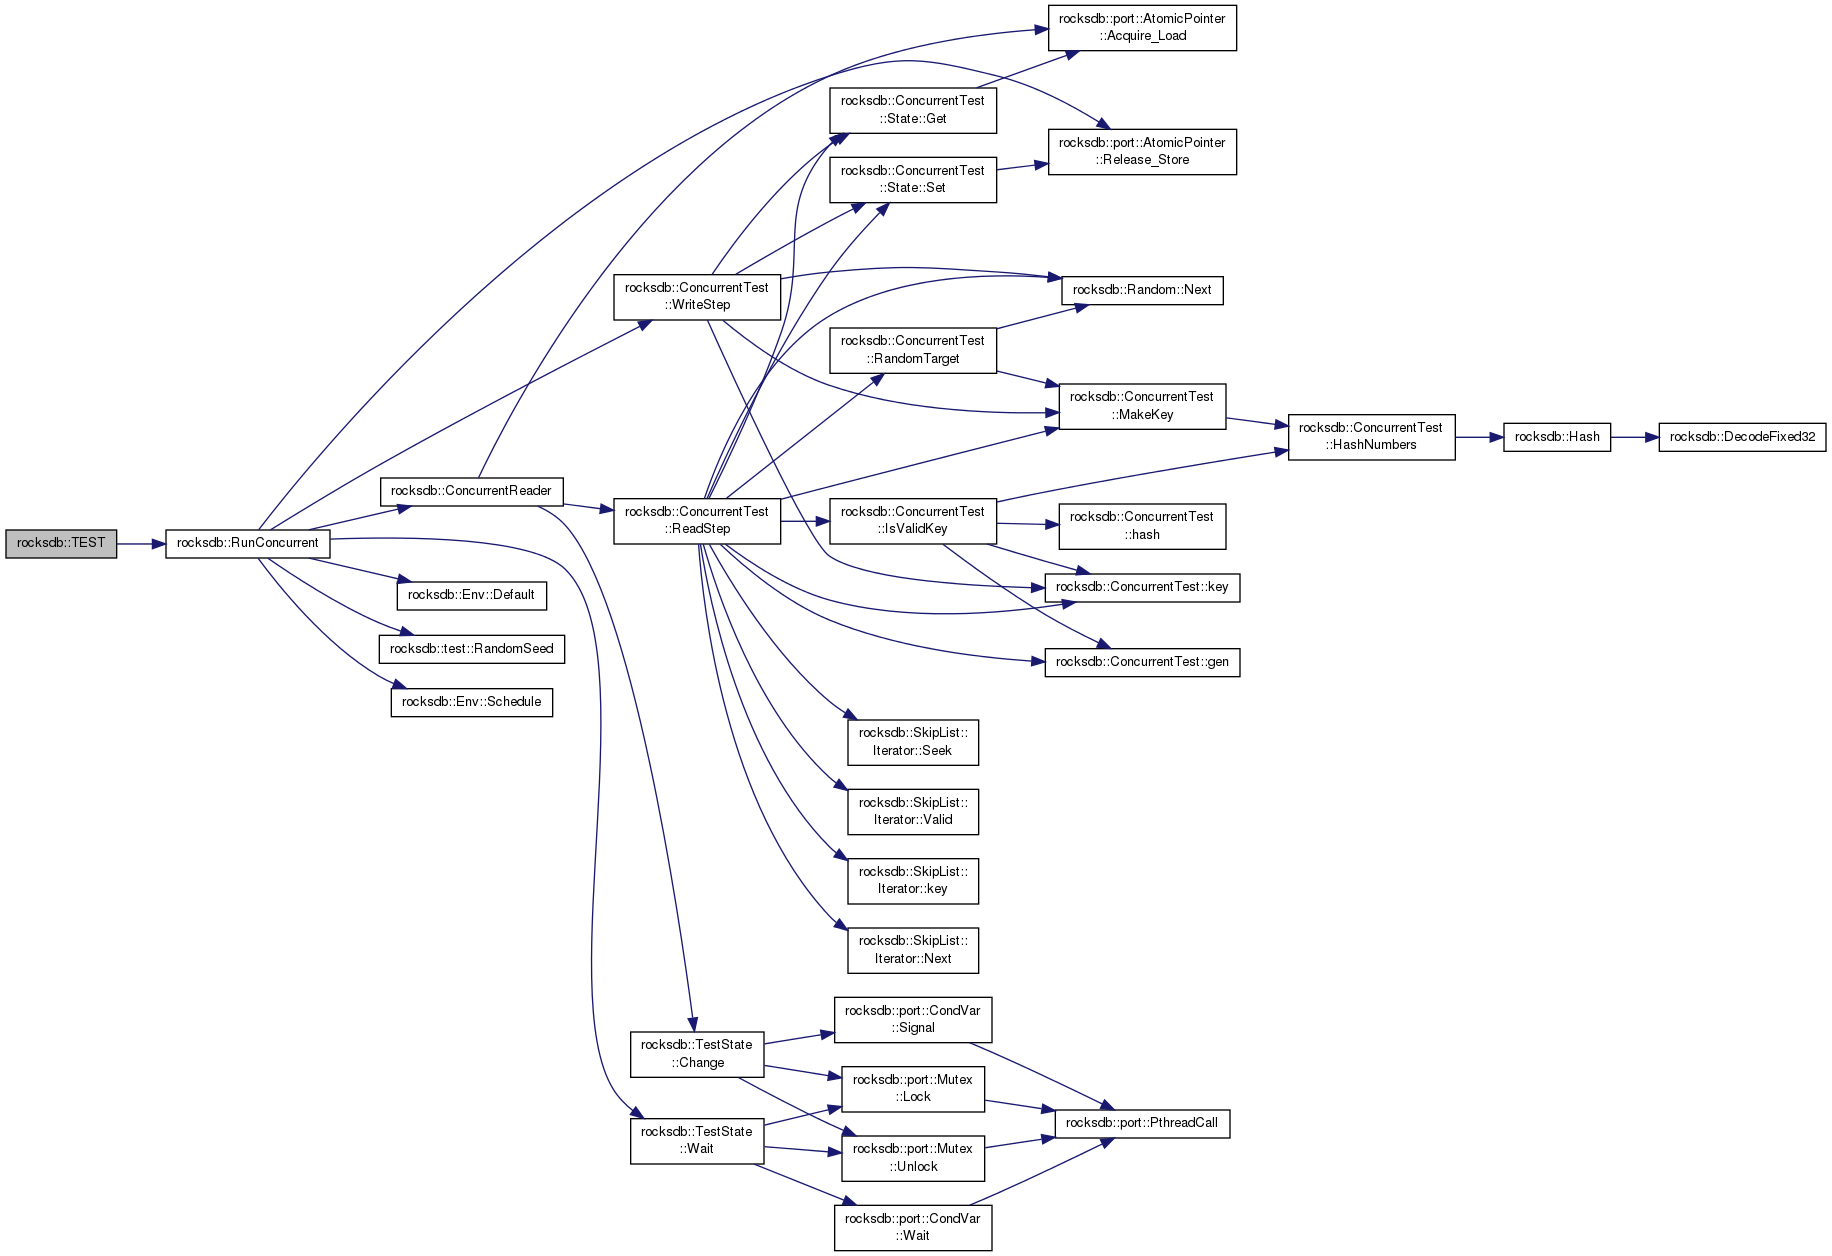 rocksdb::TEST
rocksdb::RunConcurrent
rocksdb::ConcurrentReader
rocksdb::Env::Default
rocksdb::test::RandomSeed
rocksdb::Env::Schedule
rocksdb::ConcurrentTest
::WriteStep
rocksdb::ConcurrentTest
::ReadStep
rocksdb::TestState
::Change
rocksdb::TestState
::Wait
rocksdb::ConcurrentTest
::State::Get
rocksdb::ConcurrentTest
::State::Set
rocksdb::ConcurrentTest
::RandomTarget
rocksdb::ConcurrentTest
::IsValidKey
rocksdb::SkipList::
Iterator::Seek
rocksdb::SkipList::
Iterator::Valid
rocksdb::SkipList::
Iterator::key
rocksdb::SkipList::
Iterator::Next
rocksdb::port::CondVar
::Signal
rocksdb::port::Mutex
::Lock
rocksdb::port::Mutex
::Unlock
rocksdb::port::CondVar
::Wait
rocksdb::port::AtomicPointer
::Acquire_Load
rocksdb::port::AtomicPointer
::Release_Store
rocksdb::Random::Next
rocksdb::ConcurrentTest
::MakeKey
rocksdb::ConcurrentTest
::hash
rocksdb::ConcurrentTest::key
rocksdb::ConcurrentTest::gen
rocksdb::port::PthreadCall
rocksdb::ConcurrentTest
::HashNumbers
rocksdb::Hash
rocksdb::DecodeFixed32